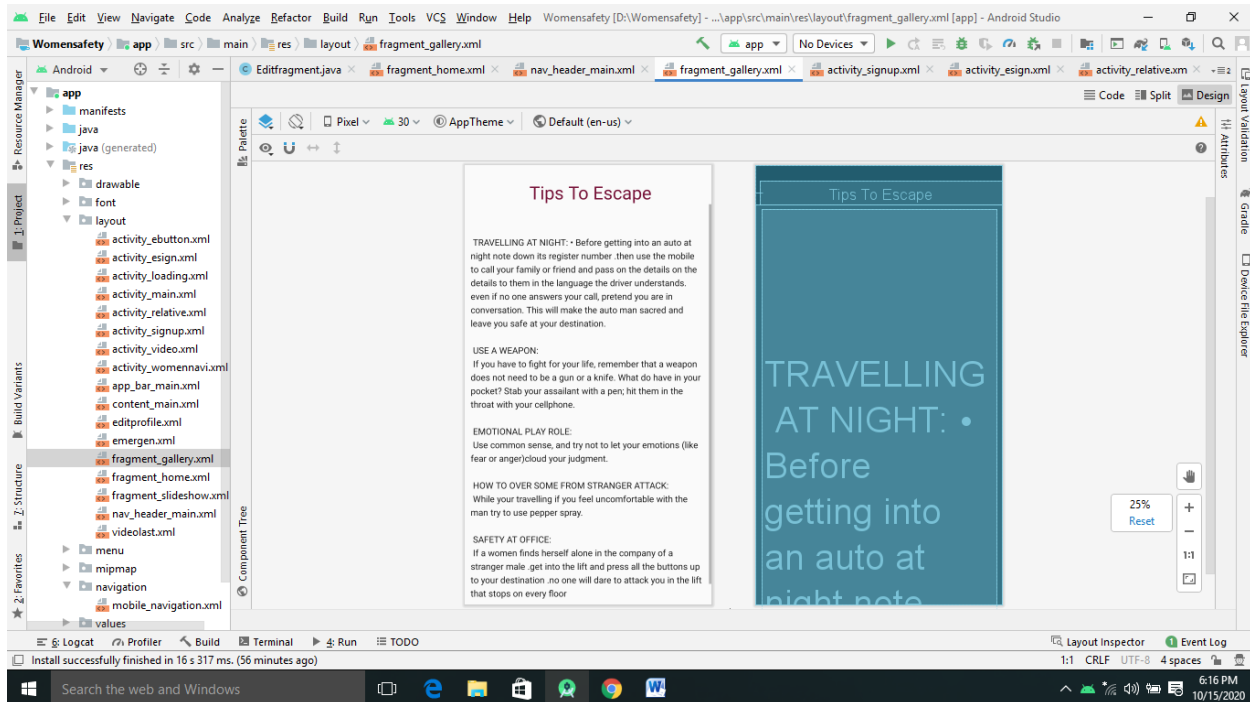 File Edit View Navigate Code Analyze Refactor Build Run Tools VCS Window Help Womensafety [D:\Womensafety] - ...\app\src\main\res\layout\fragment_gallery.xml [app] - Android Studio
Womensafety app src main res layout fragment_gallery.xml app No Devices
Android Editfragment.java fragment_home.xml nav_header_main.xml fragment_gallery.xml activity_signup.xml activity_esign.xml activity_relative.xm 2
Code Split Design
Resource Manager
1: Project
Build Variants
7: Structure
2: Favorites
app
manifests
java
java (generated)
res
drawable
font
layout
activity_ebutton.xml
activity_esign.xml
activity_loading.xml
activity_main.xml
activity_relative.xml
activity_signup.xml
activity_video.xml
activity_womennavi.xml
app_bar_main.xml
content_main.xml
editprofile.xml
emergen.xml
fragment_gallery.xml
fragment_home.xml
fragment_slideshow.xml
nav_header_main.xml
videolast.xml
menu
mipmap
navigation
mobile_navigation.xml
values
Palette
Component Tree
Pixel 30 AppTheme Default (en-us)
Tips To Escape
TRAVELLING AT NIGHT: • Before getting into an auto at
night note down its register number .then use the mobile
to call your family or friend and pass on the details on the
details to them in the language the driver understands.
even if no one answers your call, pretend you are in
conversation. This will make the auto man sacred and
leave you safe at your destination.
USE A WEAPON:
If you have to fight for your life, remember that a weapon
does not need to be a gun or a knife. What do have in your
pocket? Stab your assailant with a pen; hit them in the
throat with your cellphone.
EMOTIONAL PLAY ROLE:
Use common sense, and try not to let your emotions (like
fear or anger)cloud your judgment.
HOW TO OVER SOME FROM STRANGER ATTACK:
While your travelling if you feel uncomfortable with the
man try to use pepper spray.
SAFETY AT OFFICE:
If a women finds herself alone in the company of a
stranger male .get into the lift and press all the buttons up
to your destination .no one will dare to attack you in the lift
that stops on every floor
Tips To Escape
TRAVELLING
AT NIGHT: •
Before
getting into
an auto at
night note
25%
Reset
1:1
Layout Validation
Attributes
Gradle
Device File Explorer
6: Logcat Profiler Build Terminal 4: Run TODO Layout Inspector 1 Event Log
Install successfully finished in 16 s 317 ms. (56 minutes ago) 1:1 CRLF UTF-8 4 spaces
Search the web and Windows
6:16 PM
10/15/2020